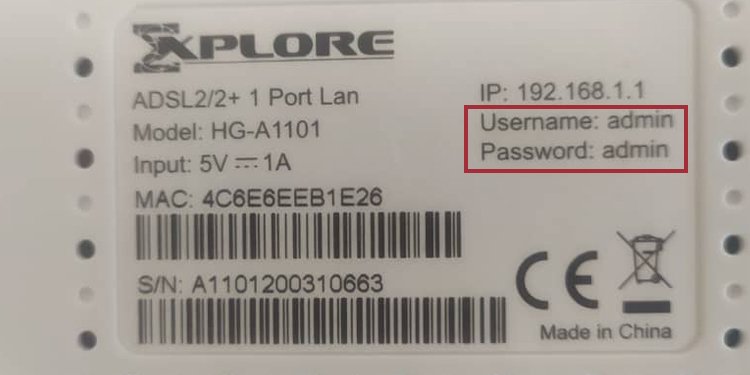 XPLORE
ADSL2/2+ 1 Port Lan
Model: HG-A1101
Input: 5V ⎓ 1A
MAC: 4C6E6EEB1E26
S/N: A1101200310663
IP: 192.168.1.1
Username: admin
Password: admin
CE
Made in China